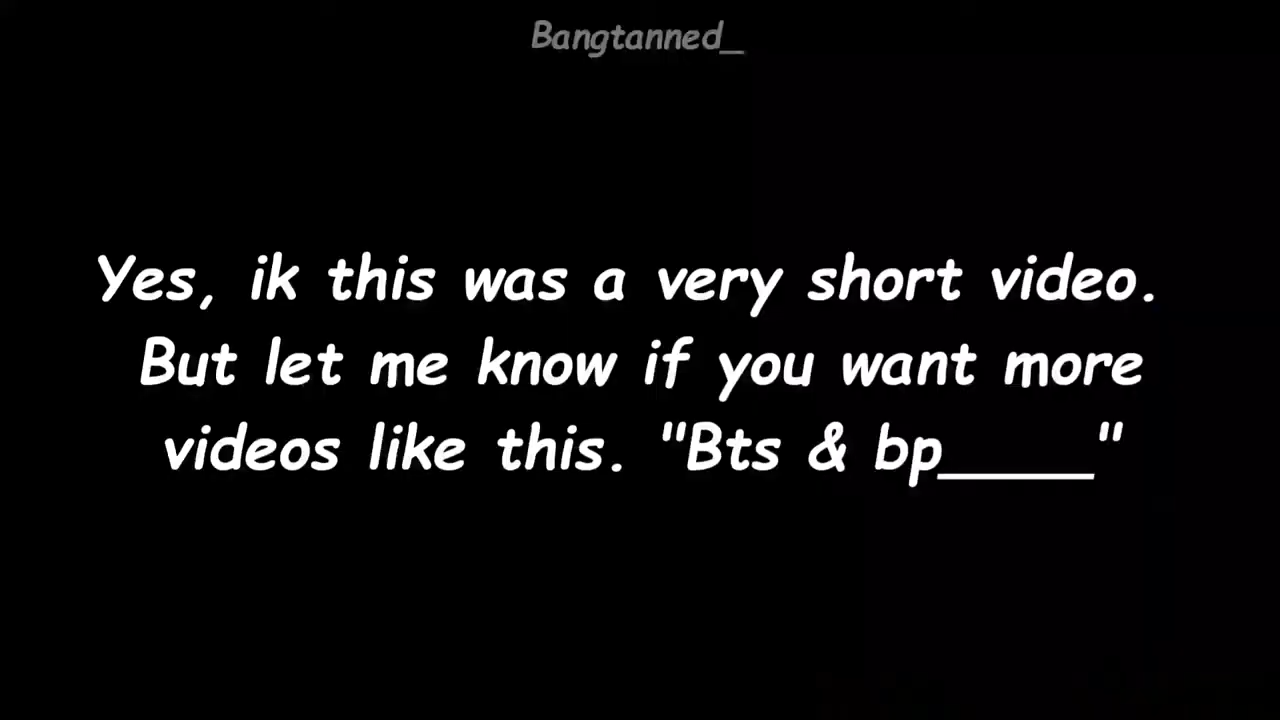 Bangtanned_
Yes, ik this was a very short video.
But let me know if you want more
videos like this. "Bts & bp_____"